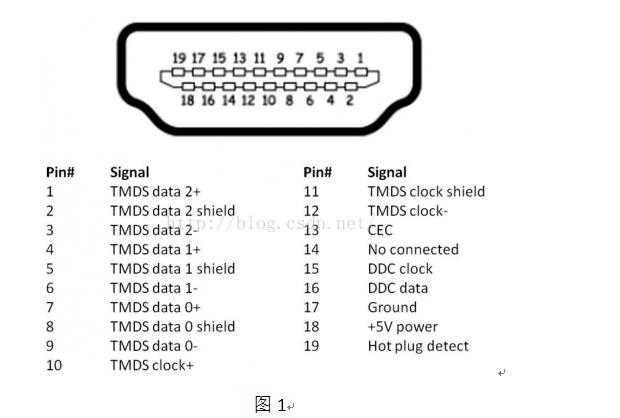 19 17 15 13 11 9 7 5 3 1
18 16 14 12 10 8 6 4 2
Pin# Signal Pin# Signal
1 TMDS data 2+ 11 TMDS clock shield
2 TMDS data 2 shield 12 TMDS clock-
http://blog.csdn.net/
3 TMDS data 2- 13 CEC
4 TMDS data 1+ 14 No connected
5 TMDS data 1 shield 15 DDC clock
6 TMDS data 1- 16 DDC data
7 TMDS data 0+ 17 Ground
8 TMDS data 0 shield 18 +5V power
9 TMDS data 0- 19 Hot plug detect
10 TMDS clock+
图 1